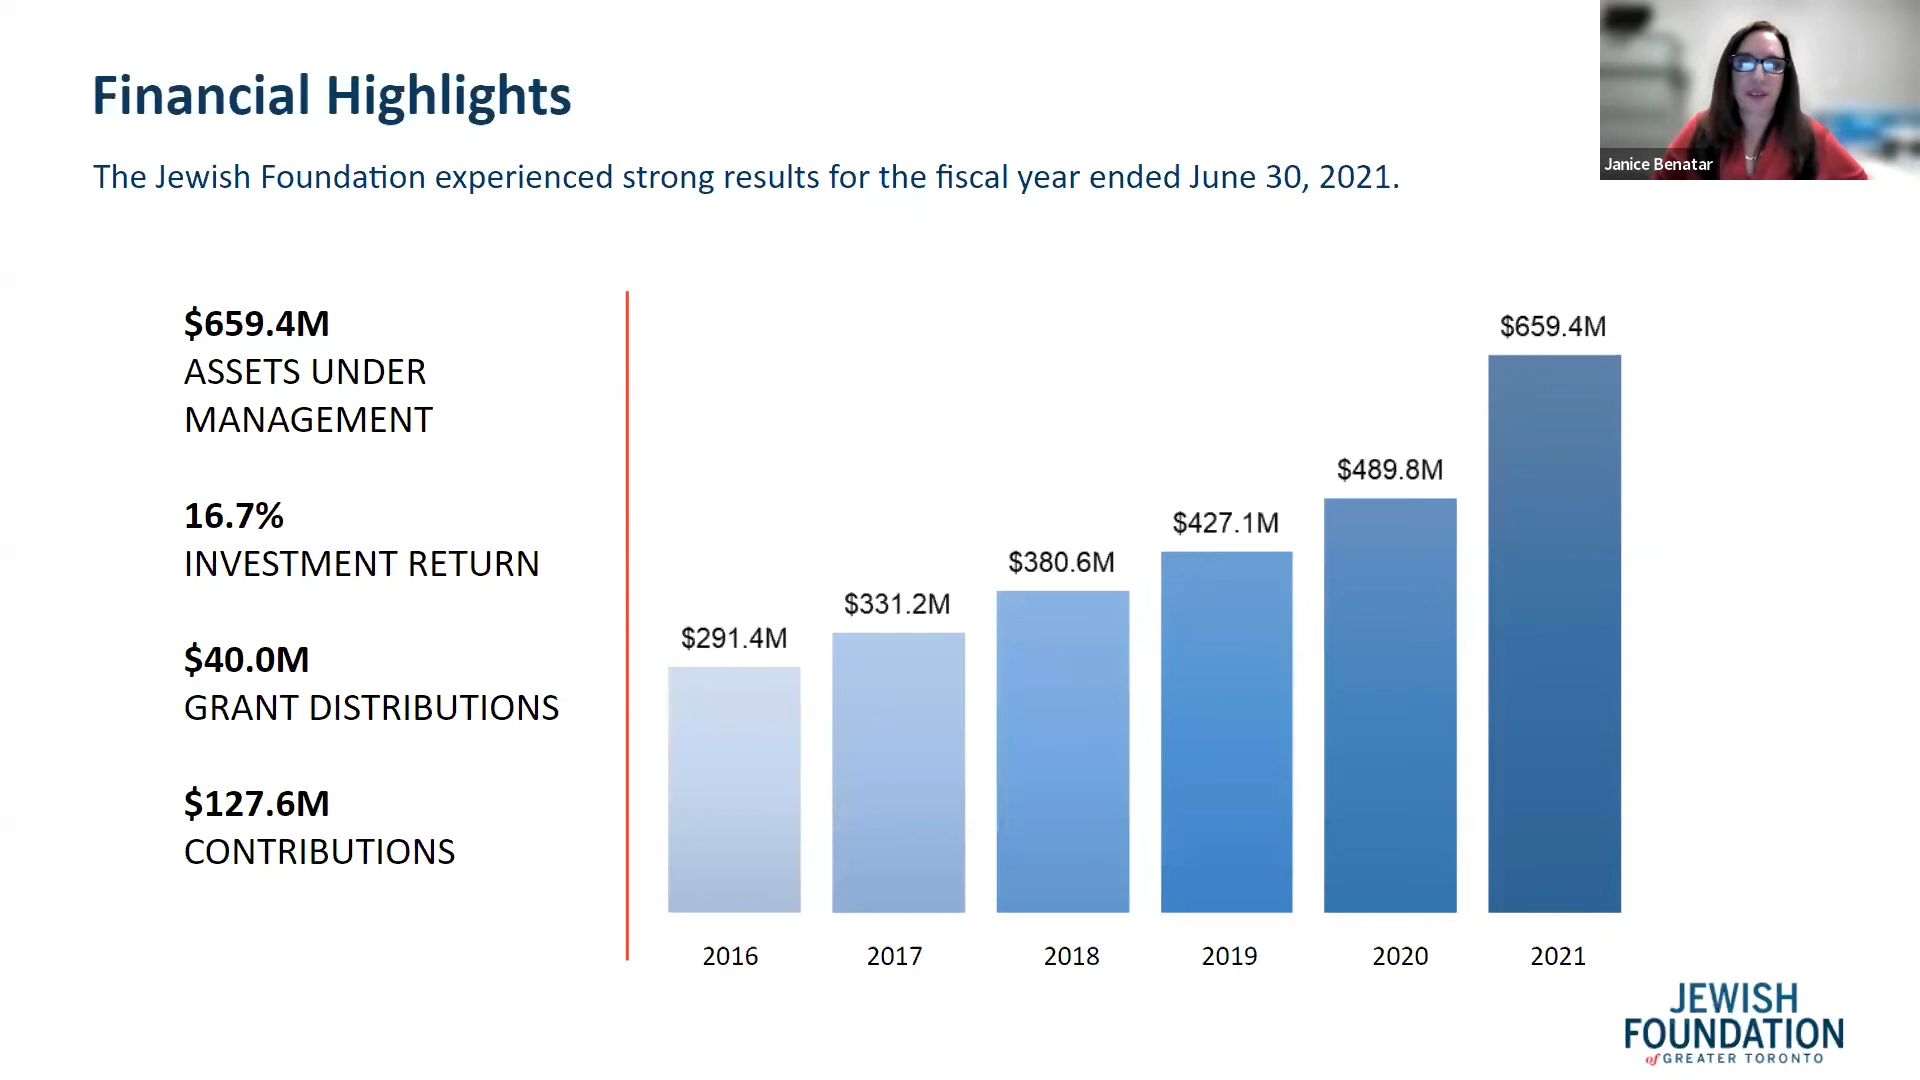 Financial Highlights
The Jewish Foundation experienced strong results for the fiscal year ended June 30, 2021.
Janice Benatar
$659.4M
ASSETS UNDER
MANAGEMENT
16.7%
INVESTMENT RETURN
$40.0M
GRANT DISTRIBUTIONS
$127.6M
CONTRIBUTIONS
$291.4M
$331.2M
$380.6M
$427.1M
$489.8M
$659.4M
2016 2017 2018 2019 2020 2021
JEWISH
FOUNDATION
of GREATER TORONTO